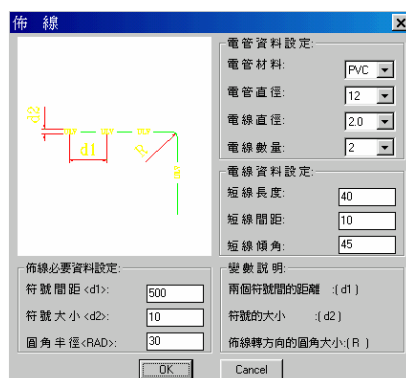 佈 線
電管資料設定:
電管材料: PVC
電管直徑: 12
電線直徑: 2.0
電線數量: 2
電線資料設定:
短線長度: 40
短線間距: 10
短線傾角: 45
d2
d1
R
佈線必要資料設定:
符號間距 <d1>: 500
符號大小 <d2>: 10
圓角半徑<RAD>: 30
變數說明:
兩個符號間的距離 :( d1 )
符號的大小 :( d2 )
佈線轉方向的圓角大小:( R )
OK Cancel